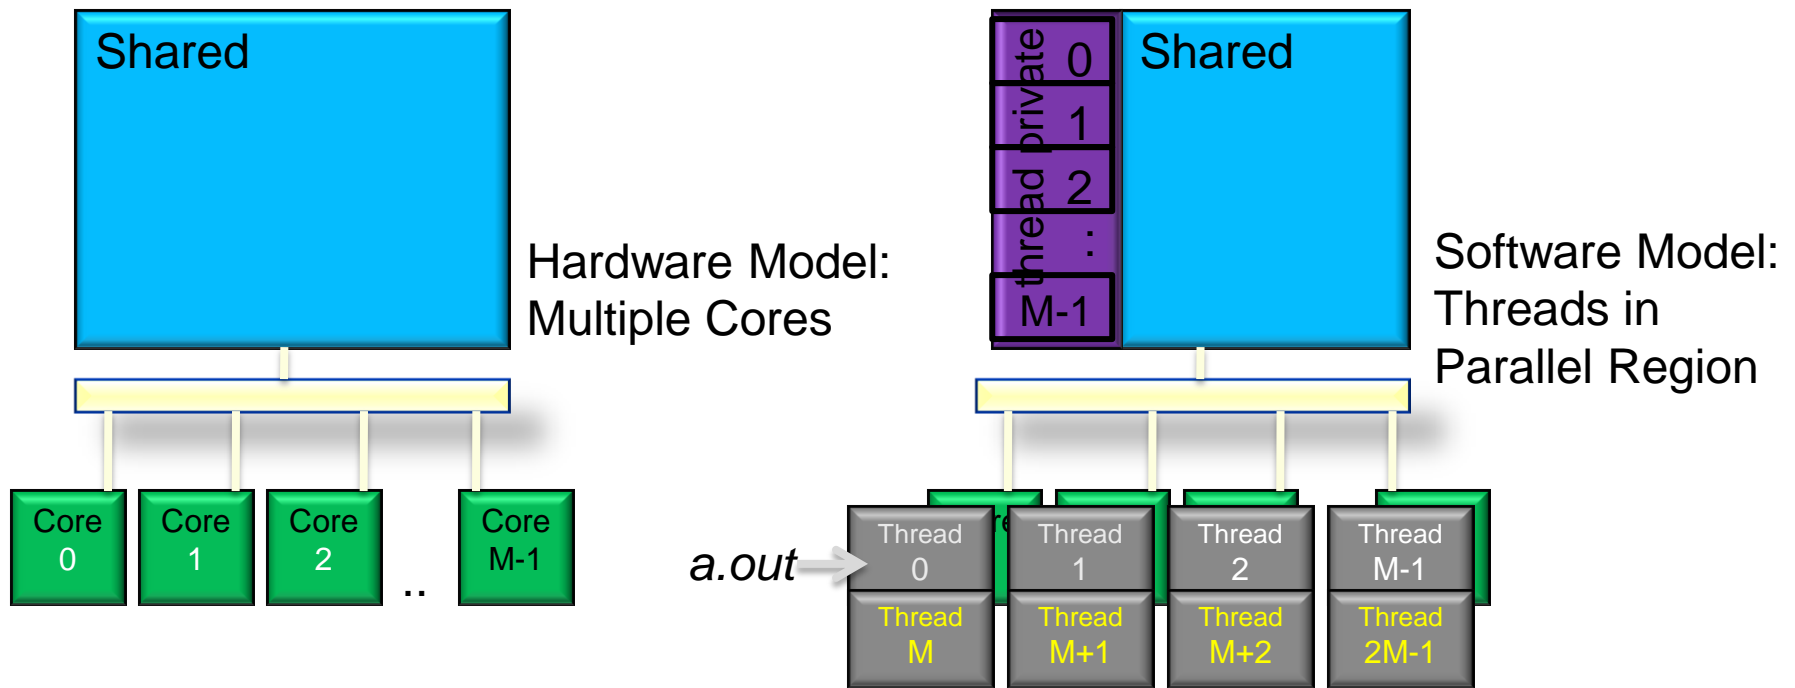 Shared
Hardware Model:
Multiple Cores
Core
0
Core
1
Core
2
..
Core
M-1
thread private
0
1
2
:
M-1
Shared
Software Model:
Threads in
Parallel Region
a.out
Thread
0
Thread
1
Thread
2
Thread
M-1
Thread
M
Thread
M+1
Thread
M+2
Thread
2M-1